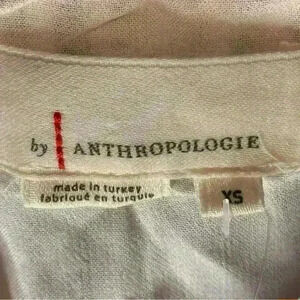 by ANTHROPOLOGIE
made in turkey
fabriqué en turquie
XS